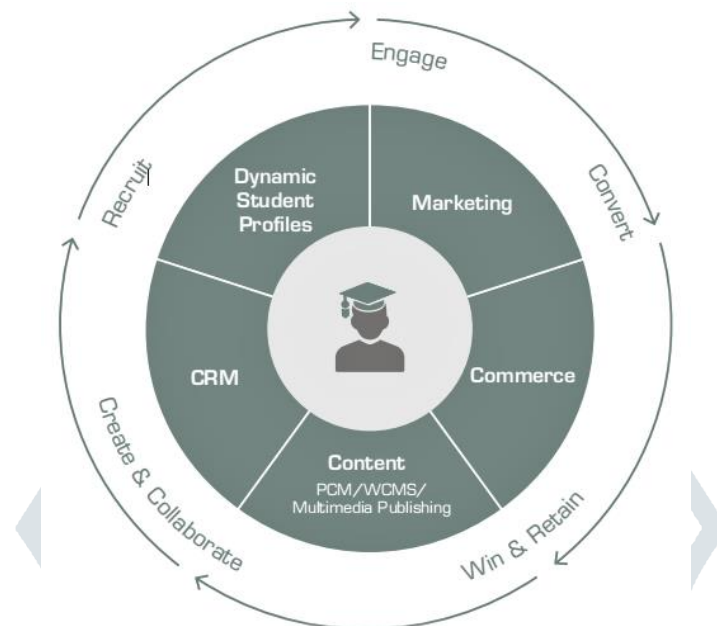 Engage
Convert
Win & Retain
Create & Collaborate
Recruit
Dynamic
Student
Profiles
Marketing
Commerce
Content
PCM/WCMS/
Multimedia Publishing
CRM